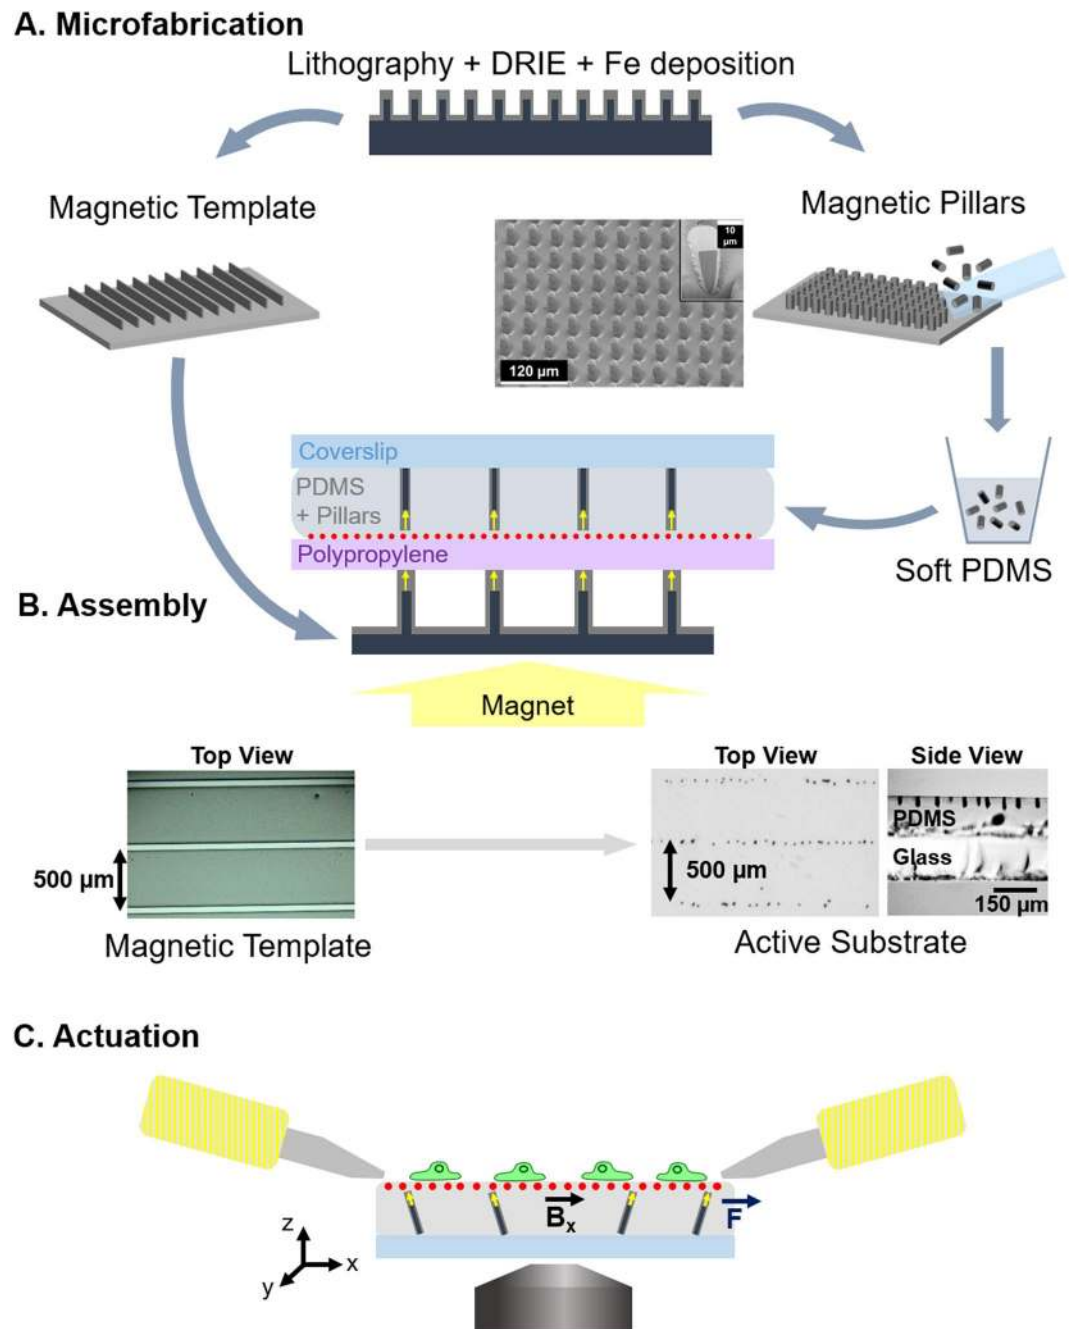 A. Microfabrication
Lithography + DRIE + Fe deposition
Magnetic Template
Magnetic Pillars
10
µm
120 µm
Coverslip
PDMS
+ Pillars
Polypropylene
Soft PDMS
B. Assembly
Magnet
Top View
Top View
Side View
500 µm
500 µm
PDMS
Glass
150 µm
Magnetic Template
Active Substrate
C. Actuation
Bx
F
z
x
y